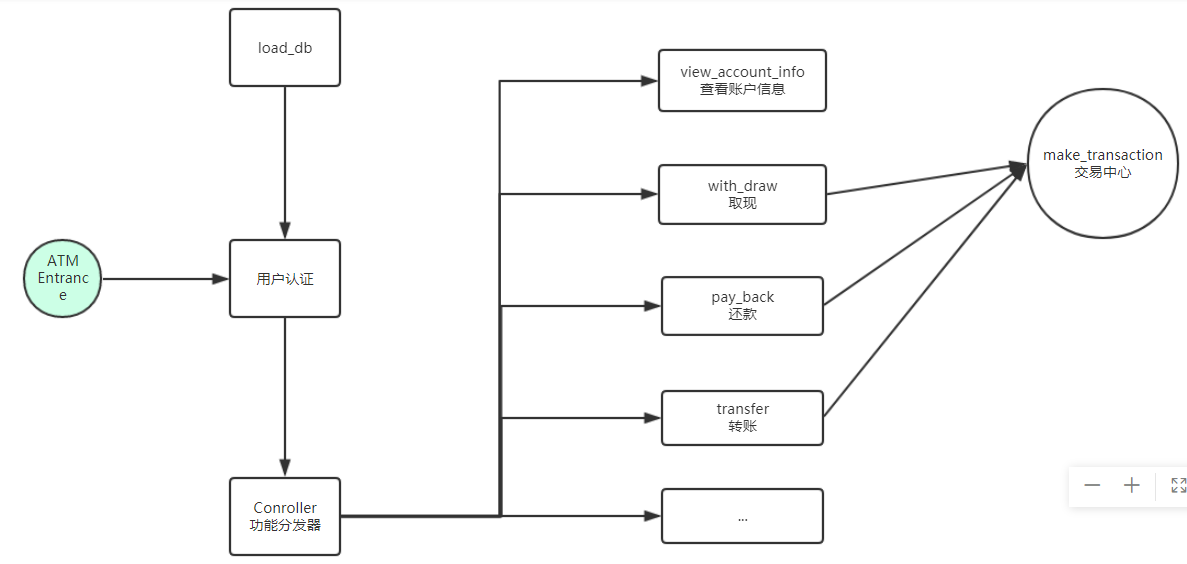 load_db
ATM
Entranc
e
用户认证
Conroller
功能分发器
view_account_info
查看账户信息
with_draw
取现
pay_back
还款
transfer
转账
...
make_transaction
交易中心